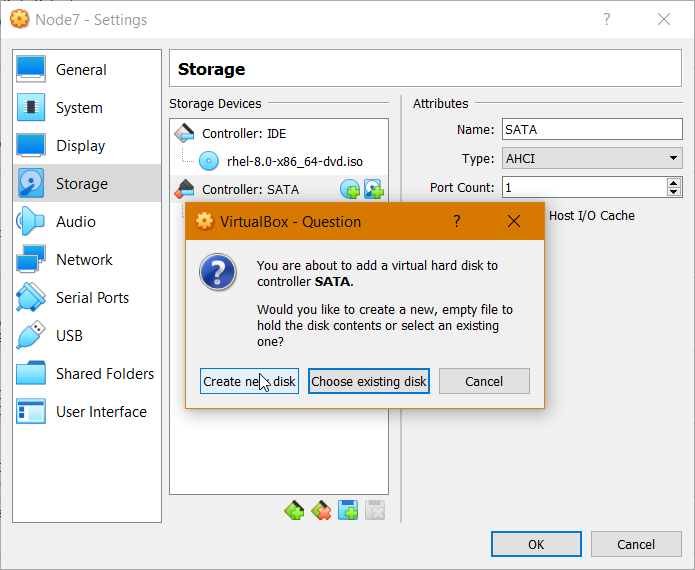 Node7 - Settings
?
General
System
Display
Storage
Audio
Network
Serial Ports
USB
Shared Folders
User Interface
Storage
Storage Devices
Controller: IDE
rhel-8.0-x86_64-dvd.iso
Controller: SATA
Attributes
Name: SATA
Type: AHCI
Port Count: 1
Host I/O Cache
VirtualBox - Question
?
You are about to add a virtual hard disk to
controller SATA.
Would you like to create a new, empty file to
hold the disk contents or select an existing
one?
Create new disk
Choose existing disk
Cancel
OK
Cancel